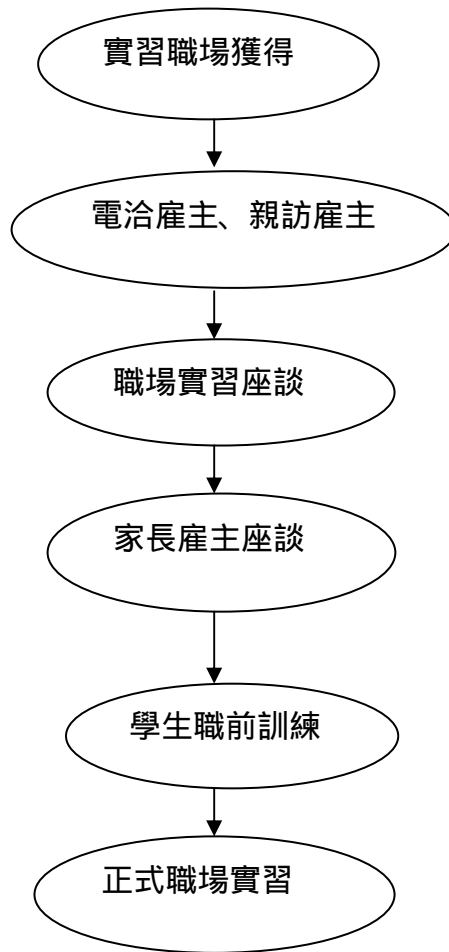 實習職場獲得
電洽雇主、親訪雇主
職場實習座談
家長雇主座談
學生職前訓練
正式職場實習